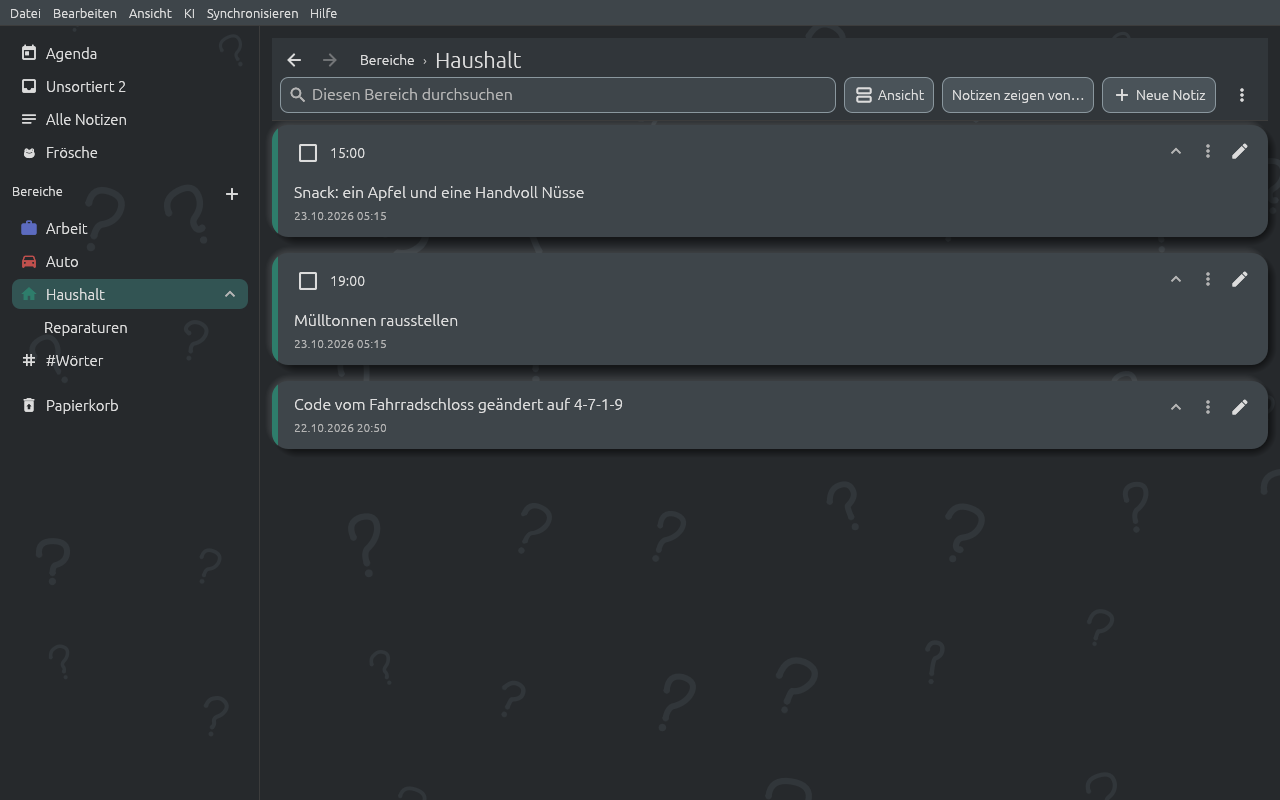 Datei Bearbeiten Ansicht KI Synchronisieren Hilfe
Agenda
Unsortiert 2
Alle Notizen
Frösche
Bereiche
Arbeit
Auto
Haushalt
Reparaturen
#Wörter
Papierkorb
Bereiche › Haushalt
Diesen Bereich durchsuchen
Ansicht
Notizen zeigen von...
Neue Notiz
15:00
Snack: ein Apfel und eine Handvoll Nüsse
23.10.2026 05:15
19:00
Mülltonnen rausstellen
23.10.2026 05:15
Code vom Fahrradschloss geändert auf 4-7-1-9
22.10.2026 20:50